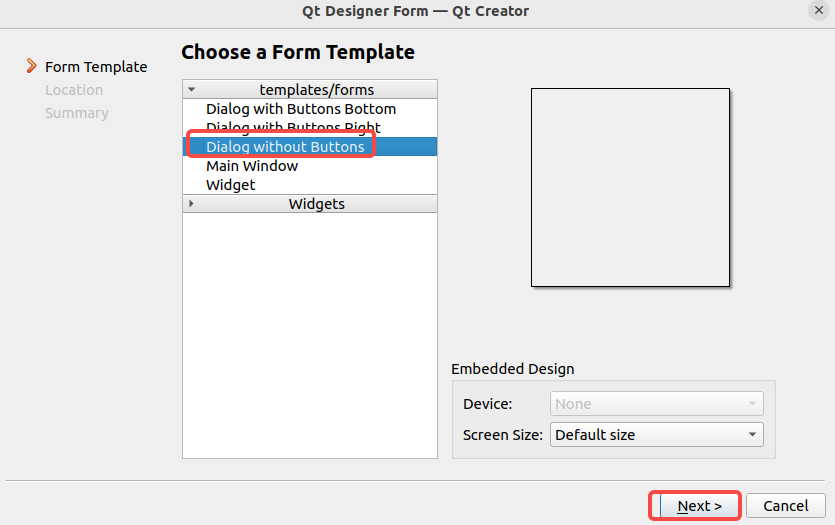 Qt Designer Form — Qt Creator
Choose a Form Template
Form Template
Location
Summary
templates/forms
Dialog with Buttons Bottom
Dialog with Buttons Right
Dialog without Buttons
Main Window
Widget
Widgets
Embedded Design
Device: None
Screen Size: Default size
Next > Cancel